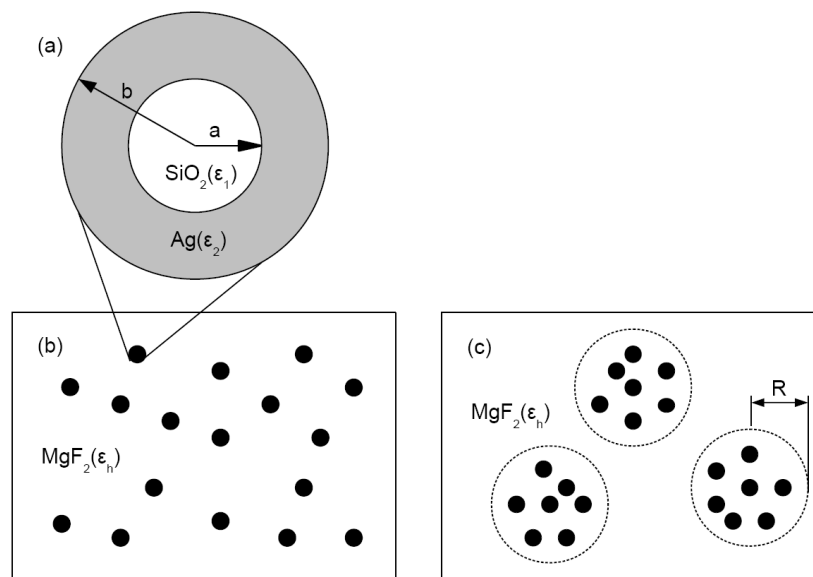 (a)
b
a
SiO₂(ε₁)
Ag(ε₂)
(b)
MgF₂(εₕ)
(c)
R
MgF₂(εₕ)